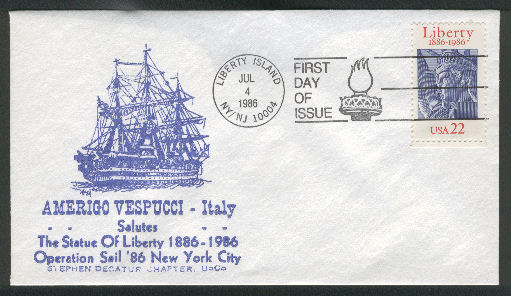 Liberty
1886-1986
USA 22
LIBERTY ISLAND
JUL
4
1986
NY/NJ 10004
FIRST
DAY
OF
ISSUE
AMERIGO VESPUCCI - Italy
- - Salutes - -
The Statue Of Liberty 1886-1986
Operation Sail '86 New York City
STEPHEN DECATUR CHAPTER, UsCs